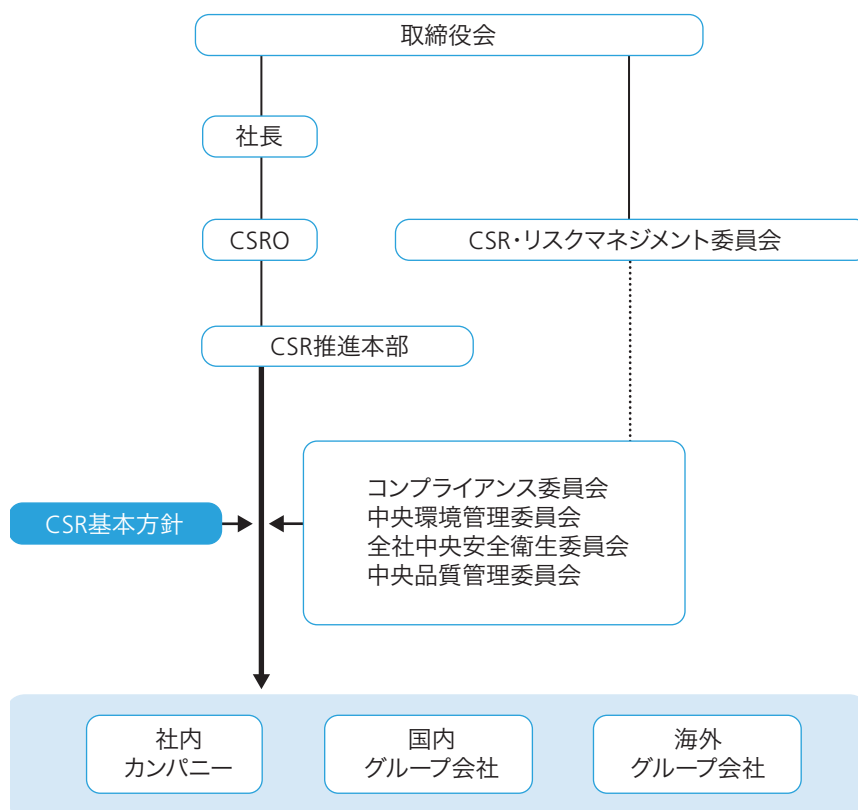 取締役会
社長
CSRO
CSR・リスクマネジメント委員会
CSR推進本部
コンプライアンス委員会
中央環境管理委員会
全社中央安全衛生委員会
中央品質管理委員会
CSR基本方針
社内
カンパニー
国内
グループ会社
海外
グループ会社